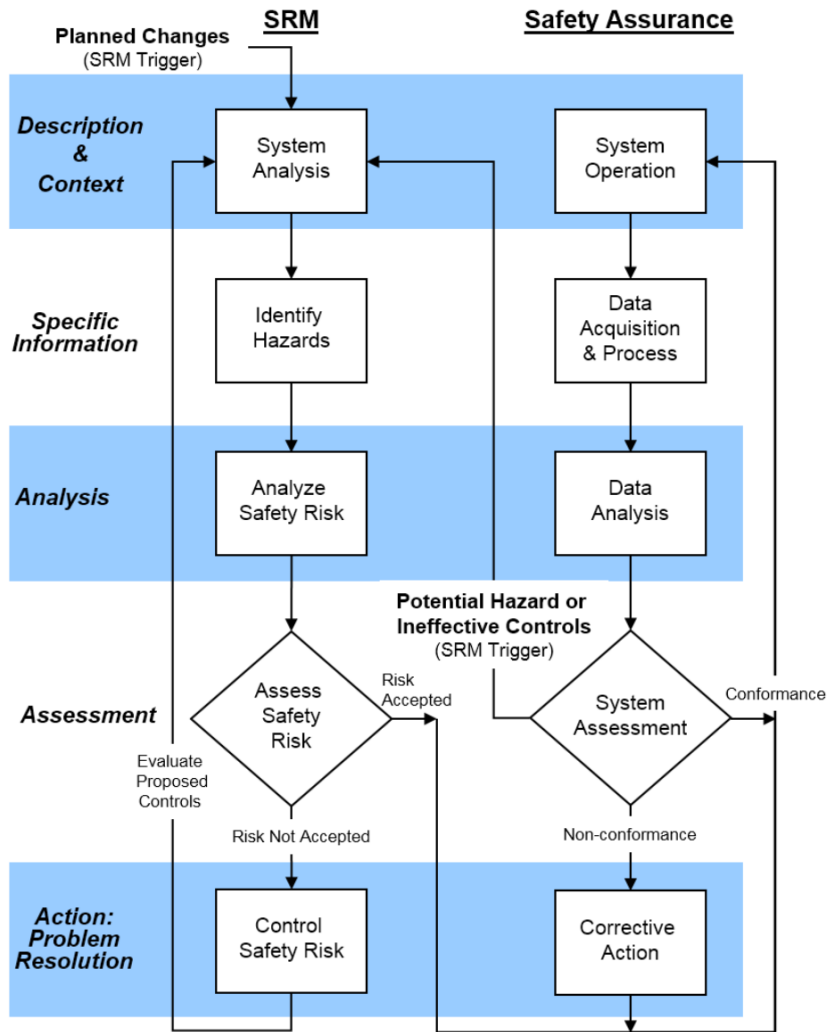 SRM
Safety Assurance
Planned Changes
(SRM Trigger)
Description
&
Context
System
Analysis
System
Operation
Specific
Information
Identify
Hazards
Data
Acquisition
& Process
Analysis
Analyze
Safety Risk
Data
Analysis
Potential Hazard or
Ineffective Controls
(SRM Trigger)
Assessment
Assess
Safety
Risk
Risk
Accepted
System
Assessment
Conformance
Evaluate
Proposed
Controls
Risk Not Accepted
Non-conformance
Action:
Problem
Resolution
Control
Safety Risk
Corrective
Action